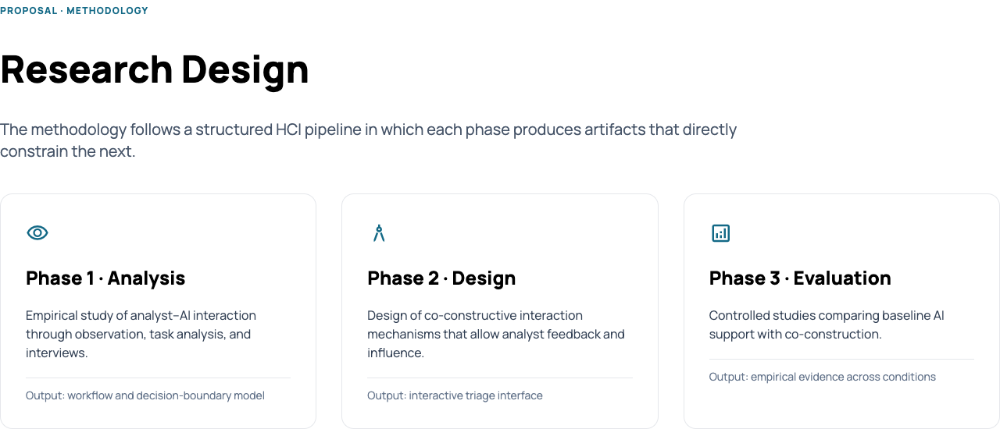 PROPOSAL · METHODOLOGY
Research Design
The methodology follows a structured HCI pipeline in which each phase produces artifacts that directly
constrain the next.
Phase 1 · Analysis
Empirical study of analyst–AI interaction
through observation, task analysis, and
interviews.
Output: workflow and decision-boundary model
Phase 2 · Design
Design of co-constructive interaction
mechanisms that allow analyst feedback and
influence.
Output: interactive triage interface
Phase 3 · Evaluation
Controlled studies comparing baseline AI
support with co-construction.
Output: empirical evidence across conditions